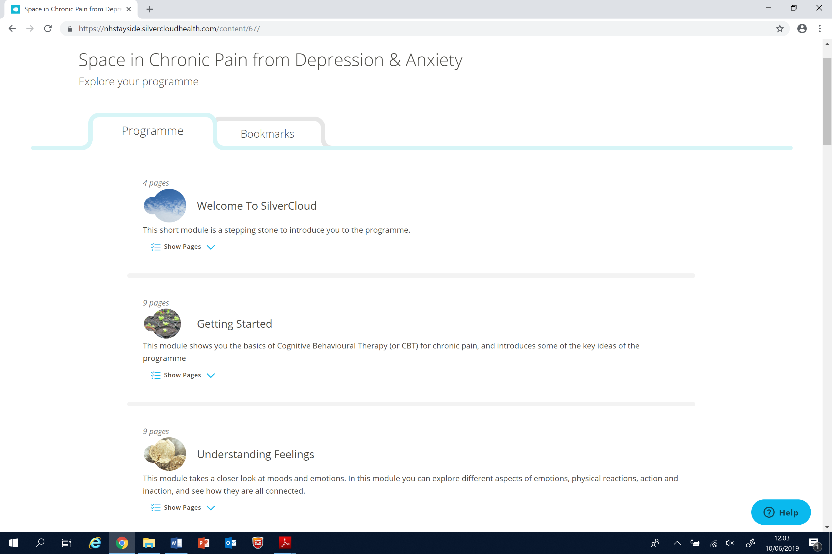 Space in Chronic Pain from Depr
https://nhstayside.silvercloudhealth.com/content/67/
Space in Chronic Pain from Depression & Anxiety
Explore your programme
Programme
Bookmarks
4 pages
Welcome To SilverCloud
This short module is a stepping stone to introduce you to the programme.
Show Pages
9 pages
Getting Started
This module shows you the basics of Cognitive Behavioural Therapy (or CBT) for chronic pain, and introduces some of the key ideas of the
programme
Show Pages
9 pages
Understanding Feelings
This module takes a closer look at moods and emotions. In this module you can explore different aspects of emotions, physical reactions, action and
inaction, and see how they are all connected.
Show Pages
Help
12:03
10/06/2019